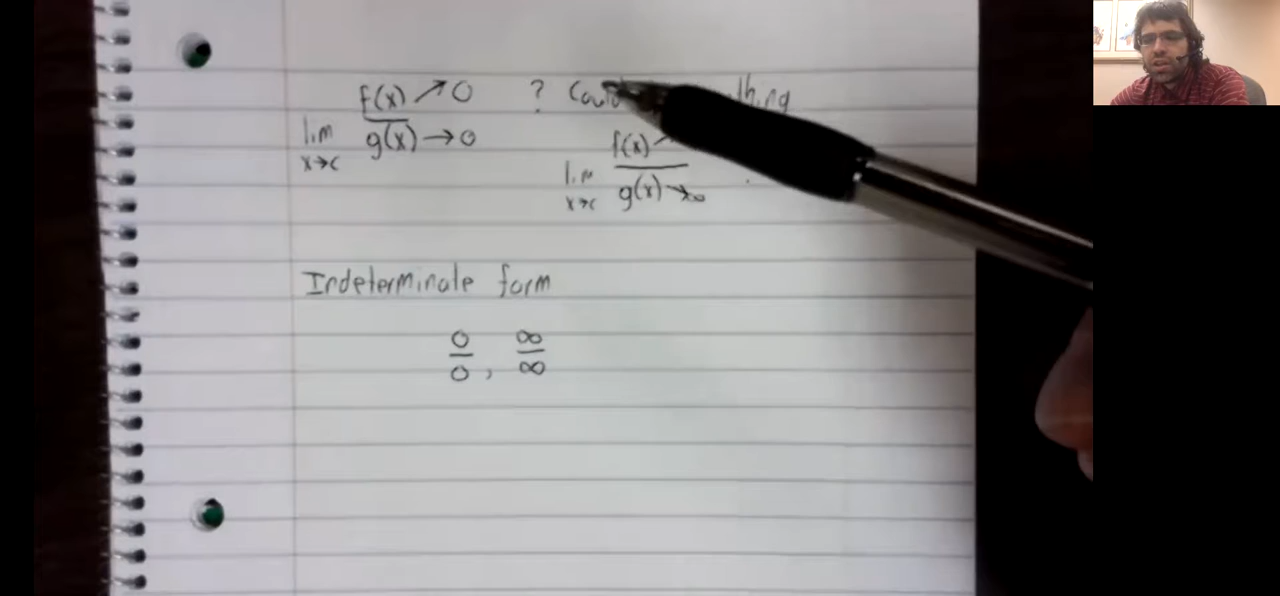 f(x) ↗ 0 ? Could
lim g(x) → 0
x→c
f(x)
lim g(x) → ∞
x→c
Indeterminate form
0/0 , ∞/∞